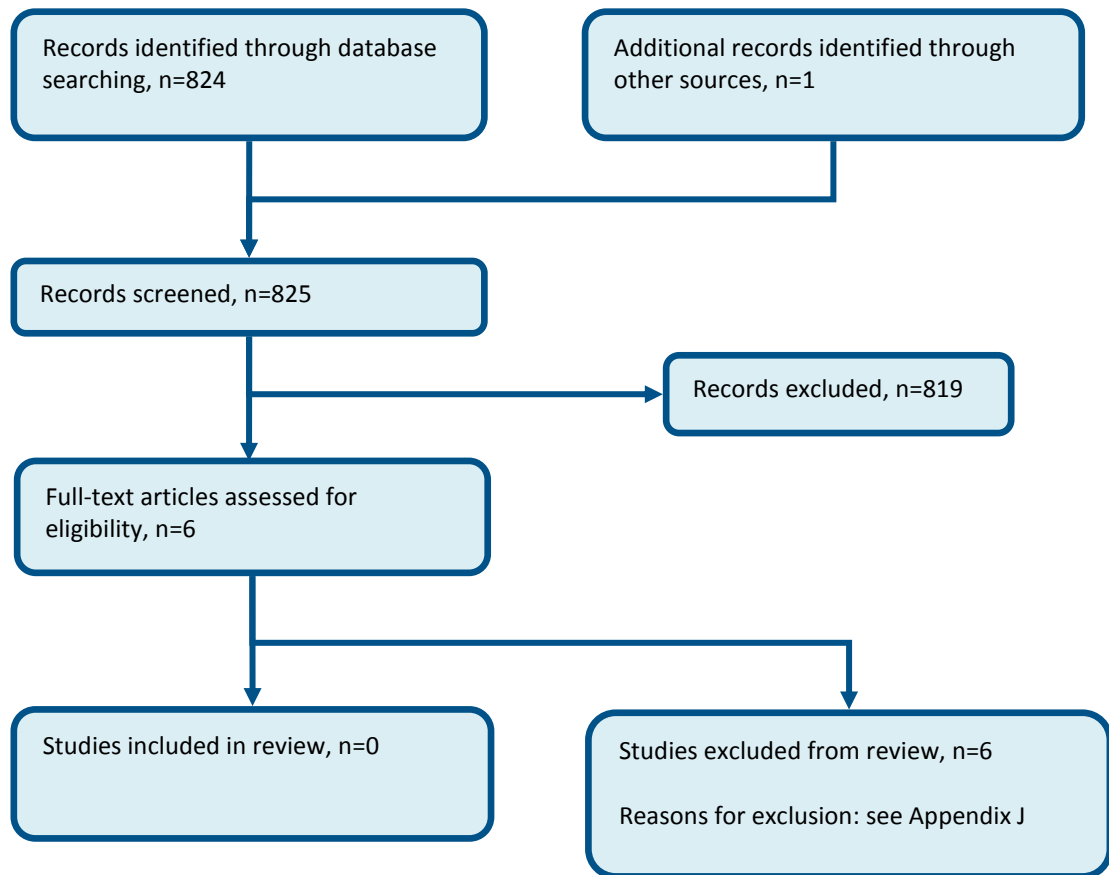 Records identified through database
searching, n=824
Additional records identified through
other sources, n=1
Records screened, n=825
Records excluded, n=819
Full-text articles assessed for
eligibility, n=6
Studies included in review, n=0
Studies excluded from review, n=6
Reasons for exclusion: see Appendix J